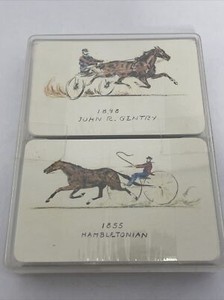 1898
JOHN R. GENTRY
1855
HAMBLETONIAN